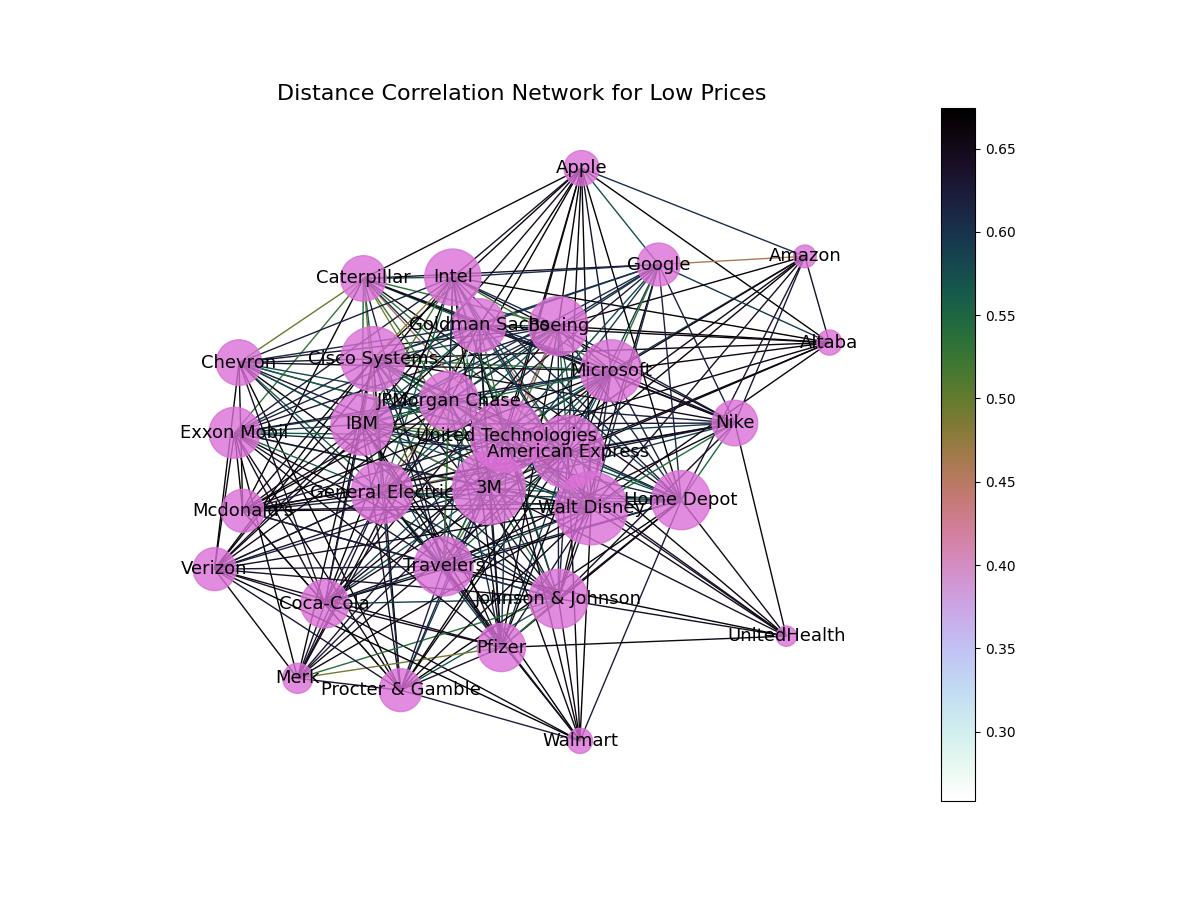 Distance Correlation Network for Low Prices
Apple
Amazon
Google
Caterpillar
Intel
Goldman Sachs
Boeing
Altaba
Chevron
Cisco Systems
Microsoft
JPMorgan Chase
IBM
Nike
Exxon Mobil
United Technologies
American Express
General Electric
3M
Home Depot
Walt Disney
Mcdonald's
Travelers
Verizon
Coca-Cola
Johnson & Johnson
UnitedHealth
Pfizer
Merk
Procter & Gamble
Walmart
0.65
0.60
0.55
0.50
0.45
0.40
0.35
0.30